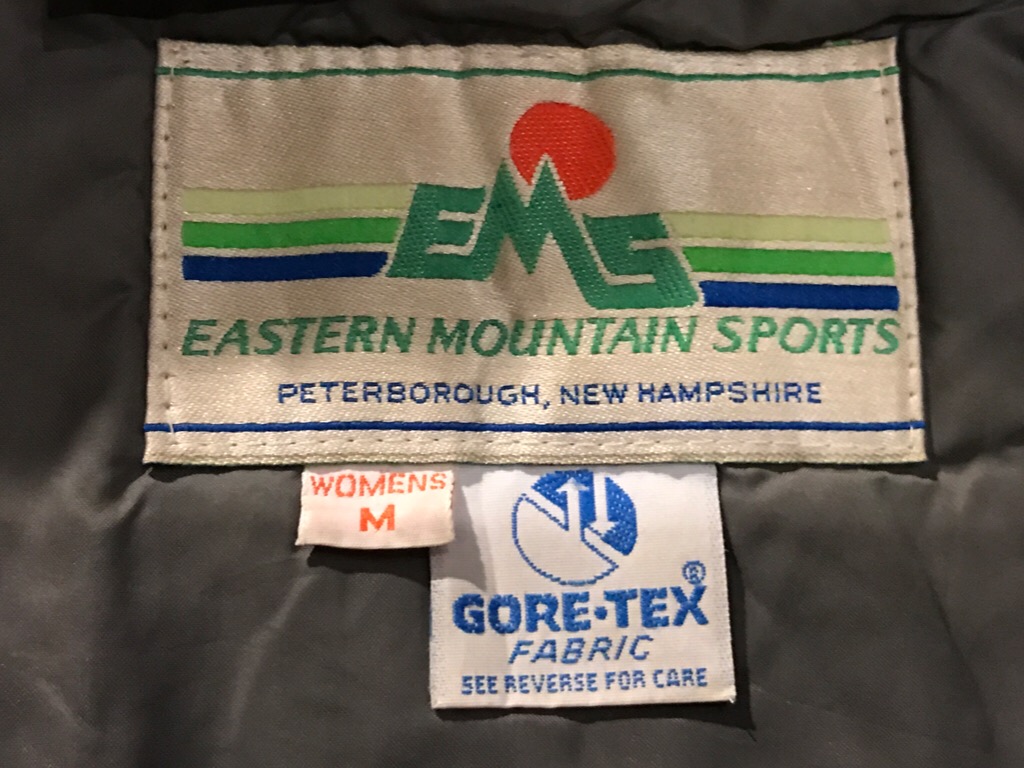 EMS
EASTERN MOUNTAIN SPORTS
PETERBOROUGH, NEW HAMPSHIRE
WOMENS
M
GORE-TEX®
FABRIC
SEE REVERSE FOR CARE